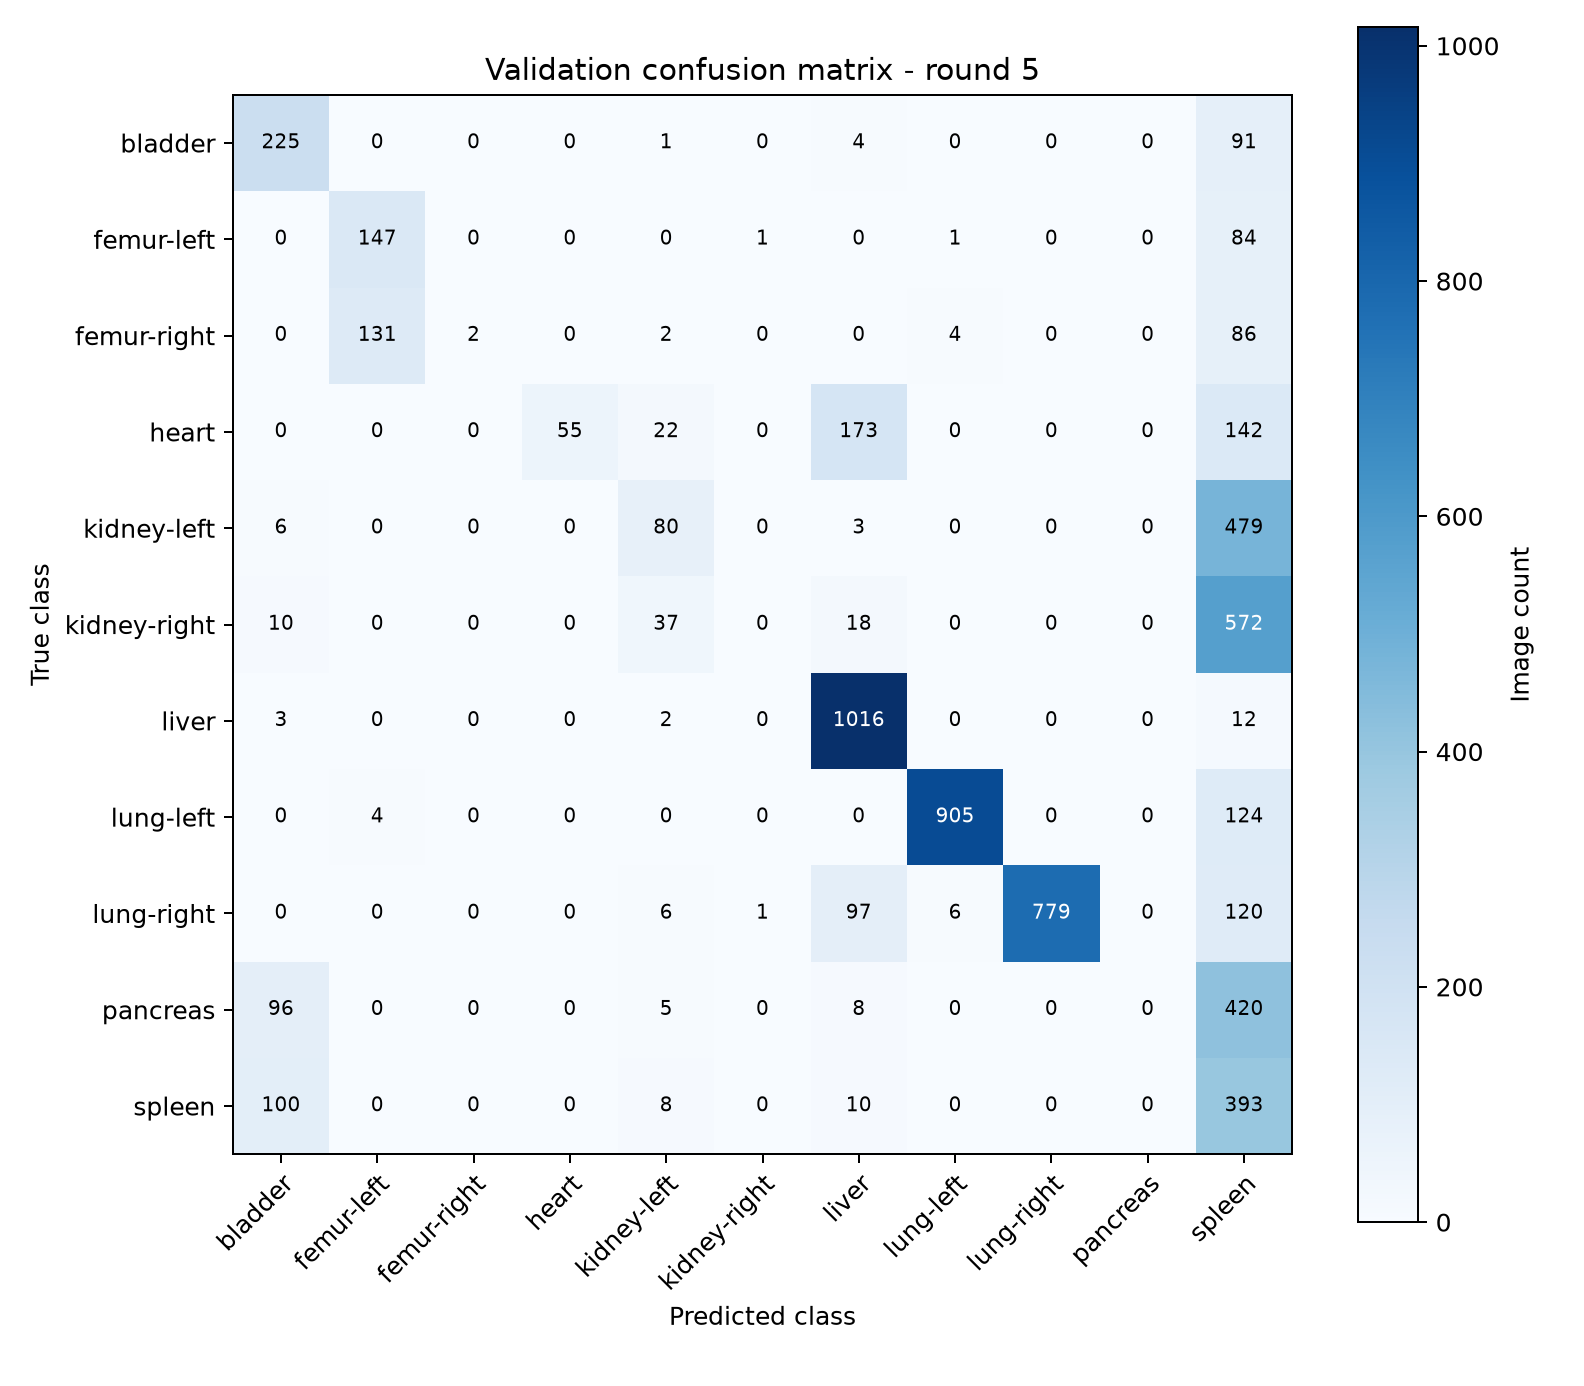 Validation confusion matrix - round 5
True class
bladder 225 0 0 0 1 0 4 0 0 0 91
femur-left 0 147 0 0 0 1 0 1 0 0 84
femur-right 0 131 2 0 2 0 0 4 0 0 86
heart 0 0 0 55 22 0 173 0 0 0 142
kidney-left 6 0 0 0 80 0 3 0 0 0 479
kidney-right 10 0 0 0 37 0 18 0 0 0 572
liver 3 0 0 0 2 0 1016 0 0 0 12
lung-left 0 4 0 0 0 0 0 905 0 0 124
lung-right 0 0 0 0 6 1 97 6 779 0 120
pancreas 96 0 0 0 5 0 8 0 0 0 420
spleen 100 0 0 0 8 0 10 0 0 0 393
bladder femur-left femur-right heart kidney-left kidney-right liver lung-left lung-right pancreas spleen
Predicted class
1000
800
600
400
200
0
Image count